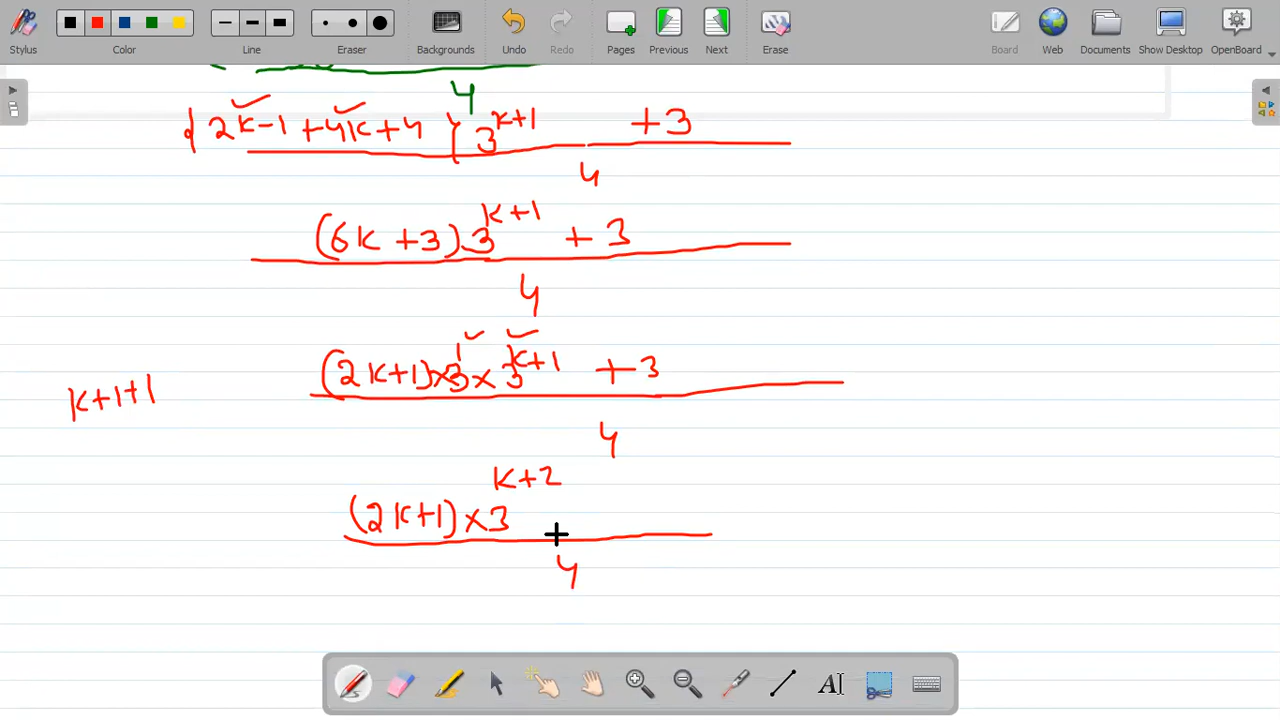 Stylus Color Line Eraser Backgrounds Undo Redo Pages Previous Next Erase Board Web Documents Show Desktop OpenBoard
4
{2k-1 +4k+4} 3^{k+1} +3
4
(6k +3).3^{k+1} + 3
4
(2k+1)×3^1×3^{k+1} +3
k+1+1
4
(2k+1)×3^{k+2}
4